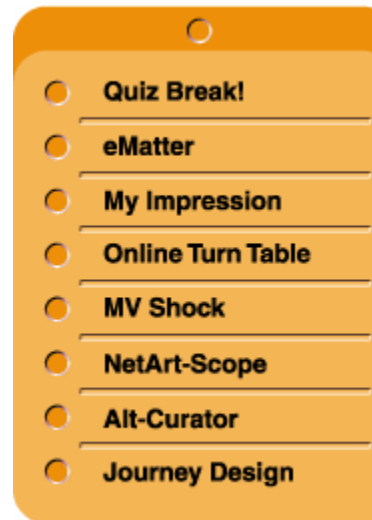 Quiz Break!
eMatter
My Impression
Online Turn Table
MV Shock
NetArt-Scope
Alt-Curator
Journey Design